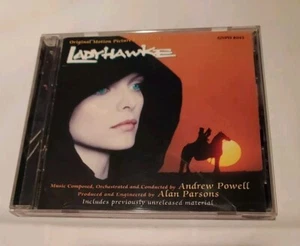 Original Motion Picture
LADYHAWKE
Music Composed, Orchestrated and Conducted by Andrew Powell
Produced and Engineered by Alan Parsons
Includes previously unreleased material